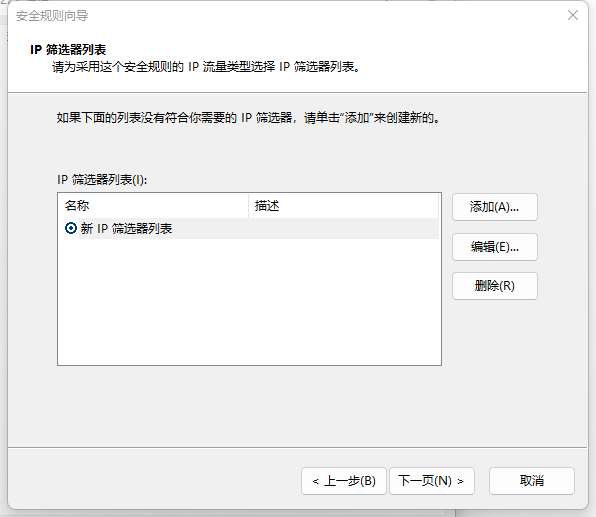 安全规则向导
IP 筛选器列表
请为采用这个安全规则的 IP 流量类型选择 IP 筛选器列表。
如果下面的列表没有符合你需要的 IP 筛选器，请单击“添加”来创建新的。
IP 筛选器列表(I):
名称 描述
添加(A)...
新 IP 筛选器列表
编辑(E)...
删除(R)
< 上一步(B) 下一页(N) > 取消